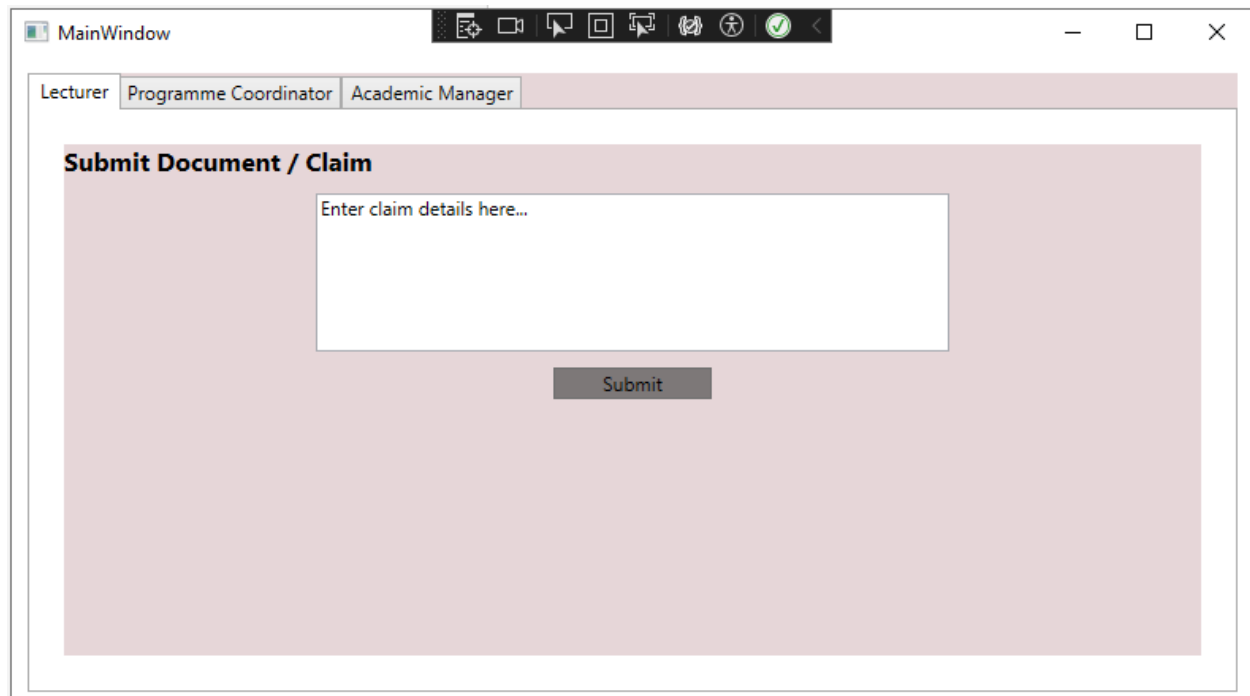 MainWindow
Lecturer
Programme Coordinator
Academic Manager
Submit Document / Claim
Enter claim details here...
Submit